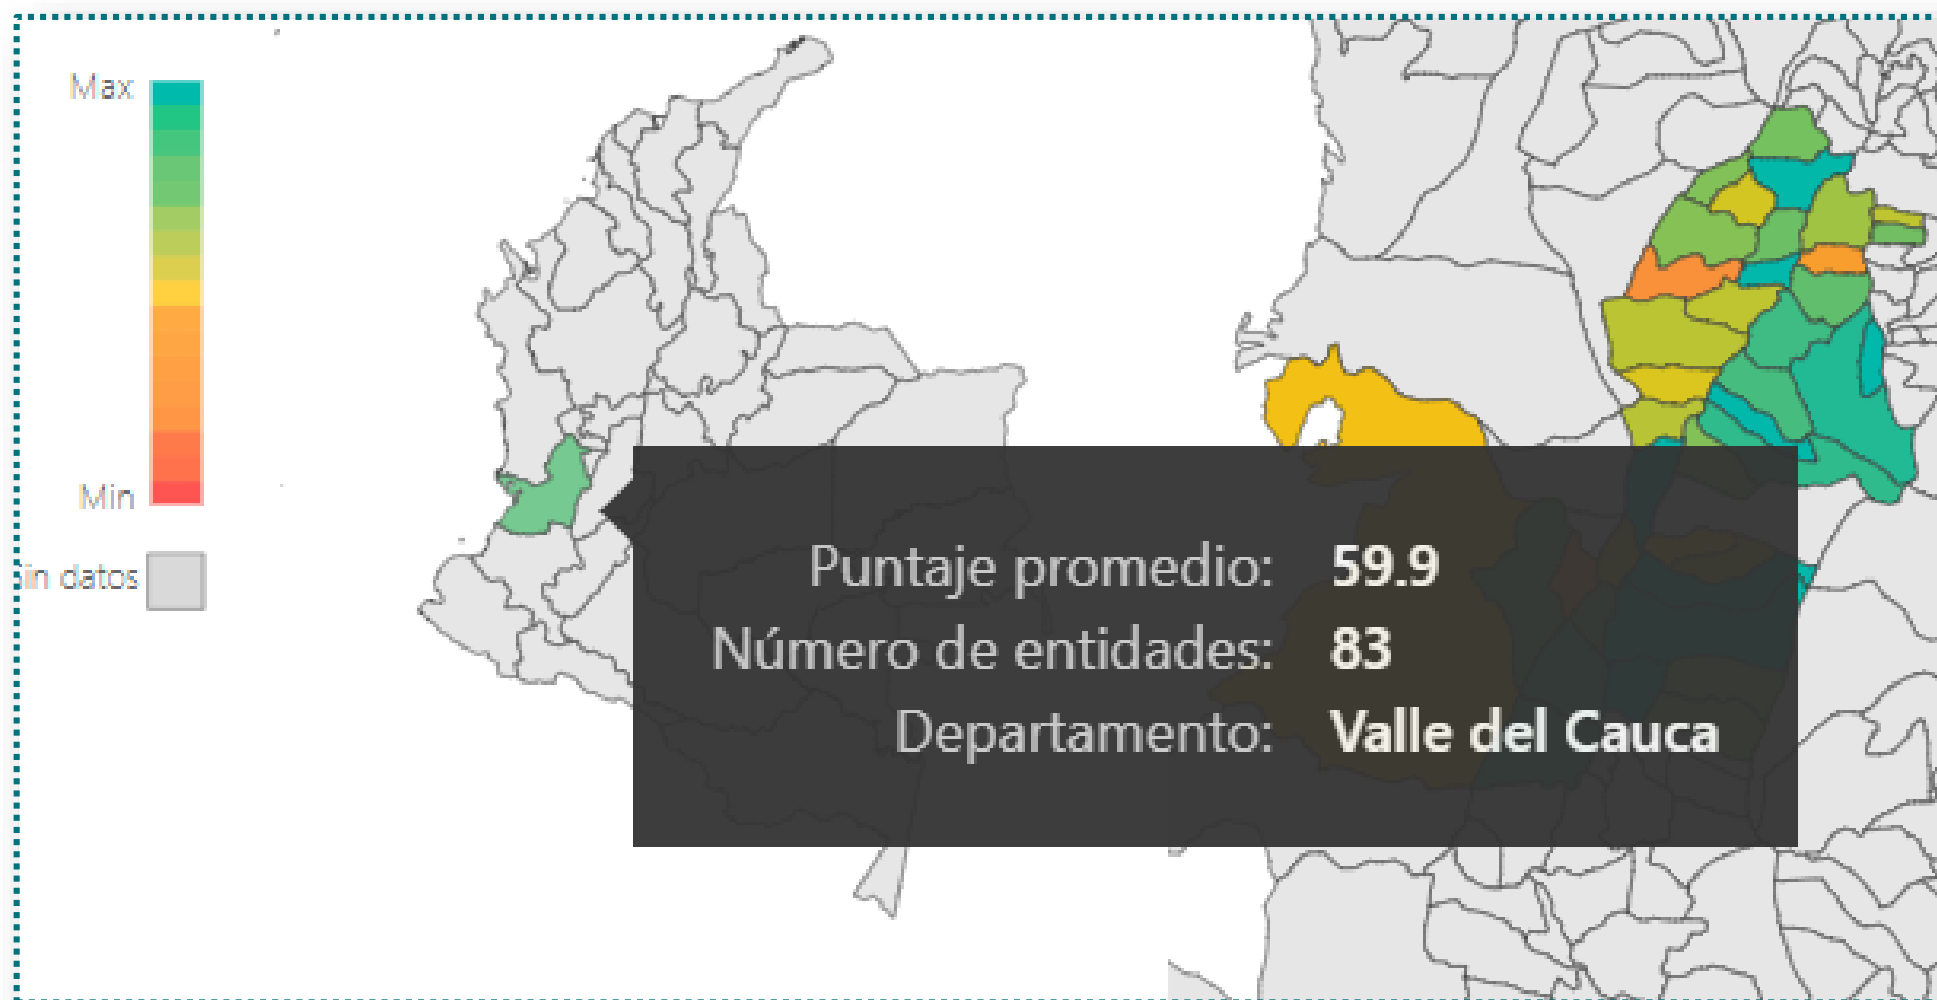 Max
Min
in datos
Puntaje promedio: 59.9
Número de entidades: 83
Departamento: Valle del Cauca